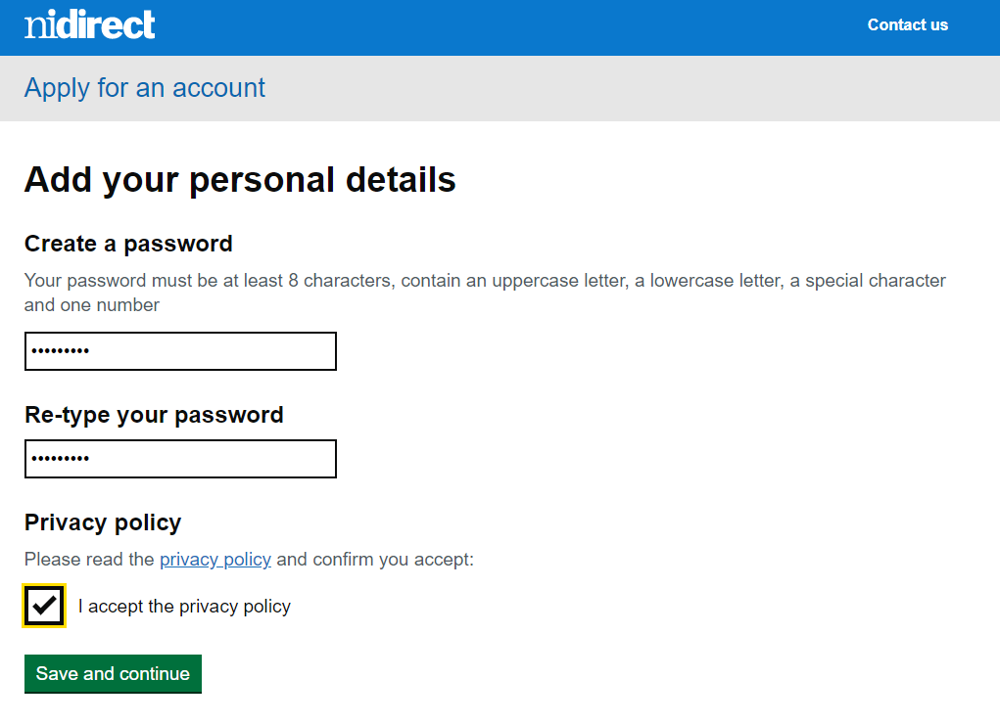 nidirect
Contact us
Apply for an account
Add your personal details
Create a password
Your password must be at least 8 characters, contain an uppercase letter, a lowercase letter, a special character
and one number
•••••••••
Re-type your password
•••••••••
Privacy policy
Please read the privacy policy and confirm you accept:
I accept the privacy policy
Save and continue